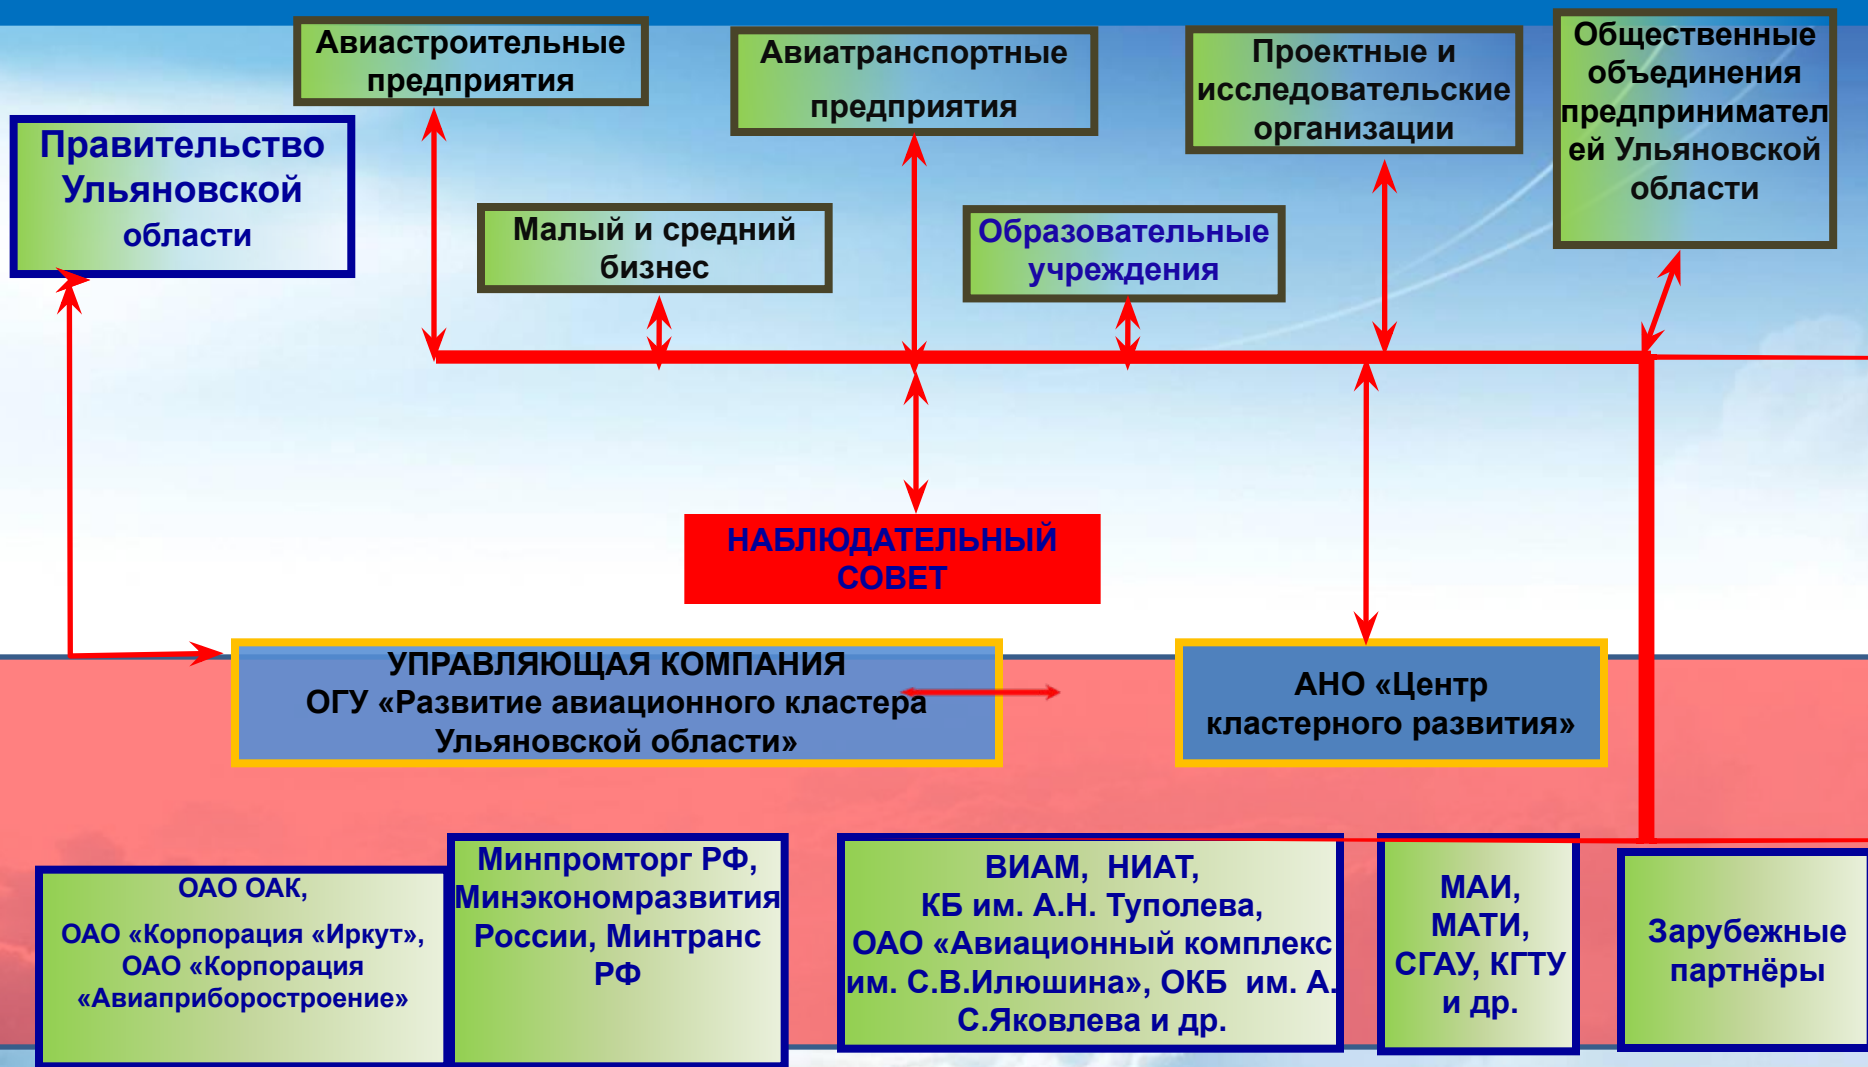 Авиастроительные
предприятия
Авиатранспортные
предприятия
Проектные и
исследовательские
организации
Общественные
объединения
предпринимател
ей Ульяновской
области
Правительство
Ульяновской
области
Малый и средний
бизнес
Образовательные
учреждения
НАБЛЮДАТЕЛЬНЫЙ
СОВЕТ
УПРАВЛЯЮЩАЯ КОМПАНИЯ
ОГУ «Развитие авиационного кластера
Ульяновской области»
АНО «Центр
кластерного развития»
ОАО ОАК,
ОАО «Корпорация «Иркут»,
ОАО «Корпорация
«Авиаприборостроение»
Минпромторг РФ,
Минэкономразвития
России, Минтранс
РФ
ВИАМ, НИАТ,
КБ им. А.Н. Туполева,
ОАО «Авиационный комплекс
им. С.В.Илюшина», ОКБ им. А.
С.Яковлева и др.
МАИ,
МАТИ,
СГАУ, КГТУ
и др.
Зарубежные
партнёры